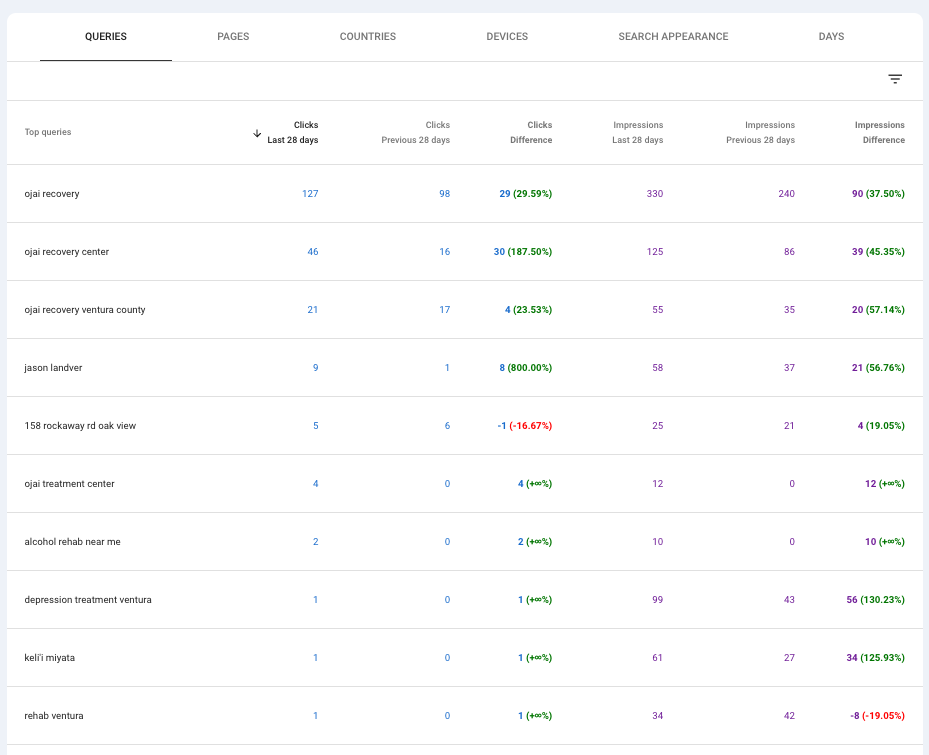 QUERIES PAGES COUNTRIES DEVICES SEARCH APPEARANCE DAYS
Top queries Clicks Last 28 days Clicks Previous 28 days Clicks Difference Impressions Last 28 days Impressions Previous 28 days Impressions Difference
ojai recovery 127 98 29 (29.59%) 330 240 90 (37.50%)
ojai recovery center 46 16 30 (187.50%) 125 86 39 (45.35%)
ojai recovery ventura county 21 17 4 (23.53%) 55 35 20 (57.14%)
jason landver 9 1 8 (800.00%) 58 37 21 (56.76%)
158 rockaway rd oak view 5 6 -1 (-16.67%) 25 21 4 (19.05%)
ojai treatment center 4 0 4 (+∞%) 12 0 12 (+∞%)
alcohol rehab near me 2 0 2 (+∞%) 10 0 10 (+∞%)
depression treatment ventura 1 0 1 (+∞%) 99 43 56 (130.23%)
keli'i miyata 1 0 1 (+∞%) 61 27 34 (125.93%)
rehab ventura 1 0 1 (+∞%) 34 42 -8 (-19.05%)